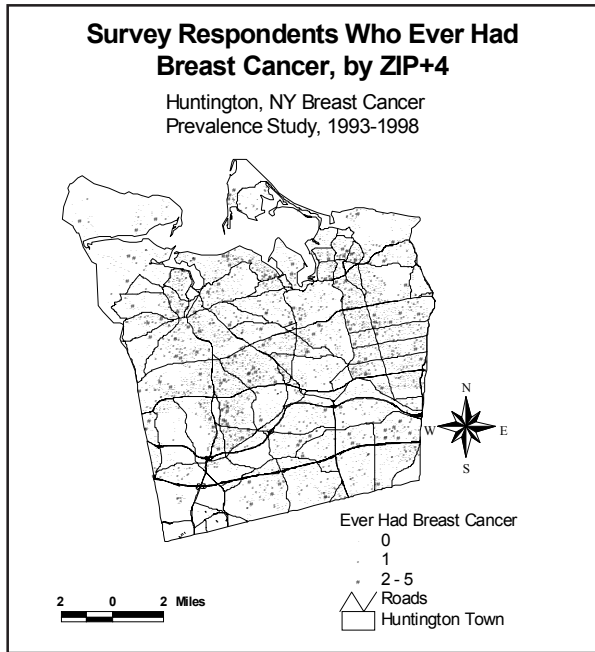 Survey Respondents Who Ever Had
Breast Cancer, by ZIP+4
Huntington, NY Breast Cancer
Prevalence Study, 1993-1998
N
W E
S
Ever Had Breast Cancer
0
1
2 - 5
Roads
Huntington Town
2 0 2 Miles